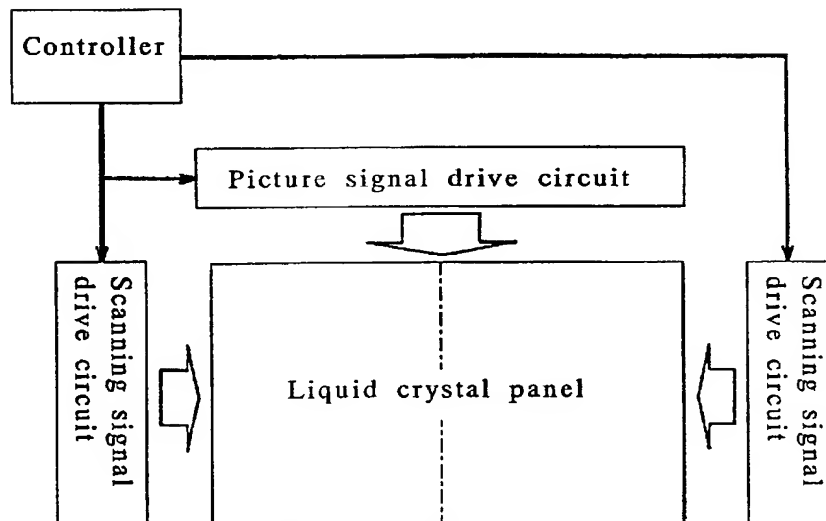 Controller
Picture signal drive circuit
Scanning signal
drive circuit
Liquid crystal panel
Scanning signal
drive circuit